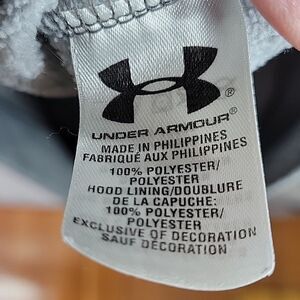 UNDER ARMOUR®
MADE IN PHILIPPINES
FABRIQUÉ AUX PHILIPPINES
100% POLYESTER/
POLYESTER
HOOD LINING/DOUBLURE
DE LA CAPUCHE:
100% POLYESTER/
POLYESTER
EXCLUSIVE OF DECORATION
SAUF DÉCORATION